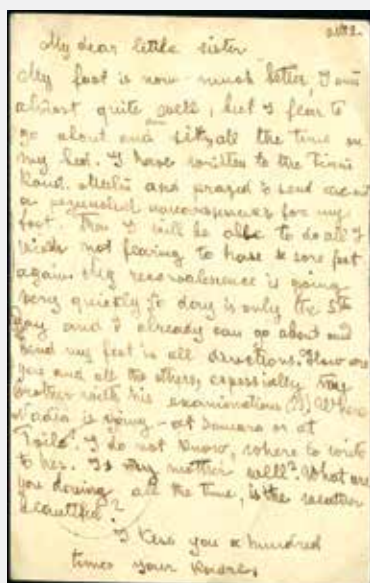 My dear little sister
My foot is now much better, I am
almost quite well, but I fear to
go about and sit all the time on
my bed. I have written to the
and prayed to send me
a for my
foot. I will be able to do all I
wish not fearing to have a sore foot
again. My is going
very quickly to day is only the 5th
day and I already can go about and
bend my feet in all directions. How are
you and all the others, especially my
brother with his examinations (?) Where
Nadia is - at Samara or at
I do not know, where to write
to her. Is my mother well? What are
you doing all the time, is the weather
beautiful?
I kiss you a hundred
times your